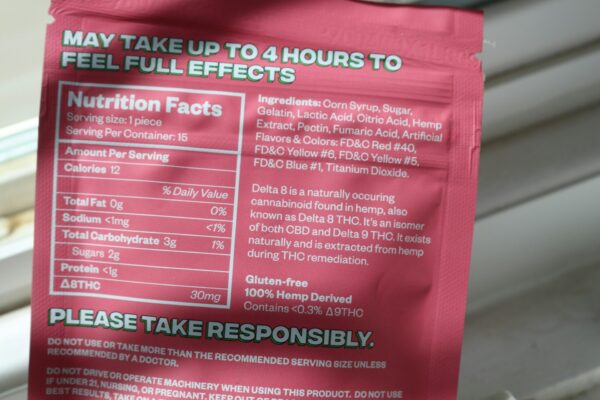 MAY TAKE UP TO 4 HOURS TO
FEEL FULL EFFECTS
Nutrition Facts
Serving size: 1 piece
Serving Per Container: 15
Amount Per Serving
Calories 12
% Daily Value
Total Fat 0g 0%
Sodium <1mg <1%
Total Carbohydrate 3g 1%
Sugars 2g
Protein <1g
Δ8THC 30mg
Ingredients: Corn Syrup, Sugar,
Gelatin, Lactic Acid, Citric Acid, Hemp
Extract, Pectin, Fumaric Acid, Artificial
Flavors & Colors: FD&C Red #40,
FD&C Yellow #6, FD&C Yellow #5,
FD&C Blue #1, Titanium Dioxide.
Delta 8 is a naturally occuring
cannabinoid found in hemp, also
known as Delta 8 THC. It's an isomer
of both CBD and Delta 9 THC. It exists
naturally and is extracted from hemp
during THC remediation.
Gluten-free
100% Hemp Derived
Contains <0.3% Δ9THC
PLEASE TAKE RESPONSIBLY.
DO NOT USE OR TAKE MORE THAN THE RECOMMENDED SERVING SIZE UNLESS
RECOMMENDED BY A DOCTOR.
DO NOT DRIVE OR OPERATE MACHINERY WHEN USING THIS PRODUCT. DO NOT USE
IF UNDER 21, NURSING, OR PREGNANT. KEEP OUT OF
BEST RESULTS, TAKE ON